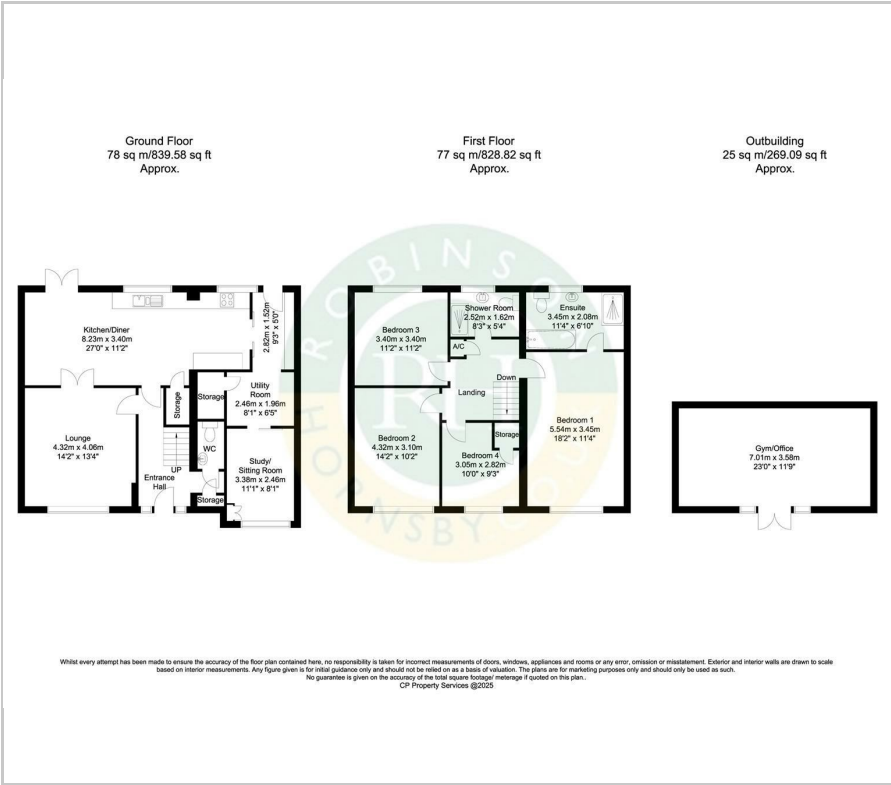 Ground Floor
78 sq m/839.58 sq ft
Approx.
First Floor
77 sq m/828.82 sq ft
Approx.
Outbuilding
25 sq m/269.09 sq ft
Approx.
Kitchen/Diner
8.23m x 3.40m
27'0" x 11'2"
2.82m x 1.52m
9'3" x 5'0"
Utility
Room
2.46m x 1.96m
8'1" x 6'5"
Storage
Storage
Lounge
4.32m x 4.06m
14'2" x 13'4"
WC
UP
Entrance
Hall
Storage
Study/
Sitting Room
3.38m x 2.46m
11'1" x 8'1"
Bedroom 3
3.40m x 3.40m
11'2" x 11'2"
Shower Room
2.52m x 1.62m
8'3" x 5'4"
Ensuite
3.45m x 2.08m
11'4" x 6'10"
A/C
Down
Landing
Bedroom 2
4.32m x 3.10m
14'2" x 10'2"
Storage
Bedroom 4
3.05m x 2.82m
10'0" x 9'3"
Bedroom 1
5.54m x 3.45m
18'2" x 11'4"
Gym/Office
7.01m x 3.58m
23'0" x 11'9"
ROBINSON
RH
HORNSBY CO
Whilst every attempt has been made to ensure the accuracy of the floor plan contained here, no responsibility is taken for incorrect measurements of doors, windows, appliances and rooms or any error, omission or misstatement. Exterior and interior walls are drawn to scale
based on interior measurements. Any figure given is for initial guidance only and should not be relied on as a basis of valuation. The plans are for marketing purposes only and should only be used as such.
No guarantee is given on the accuracy of the total square footage/ meterage if quoted on this plan..
CP Property Services @2025